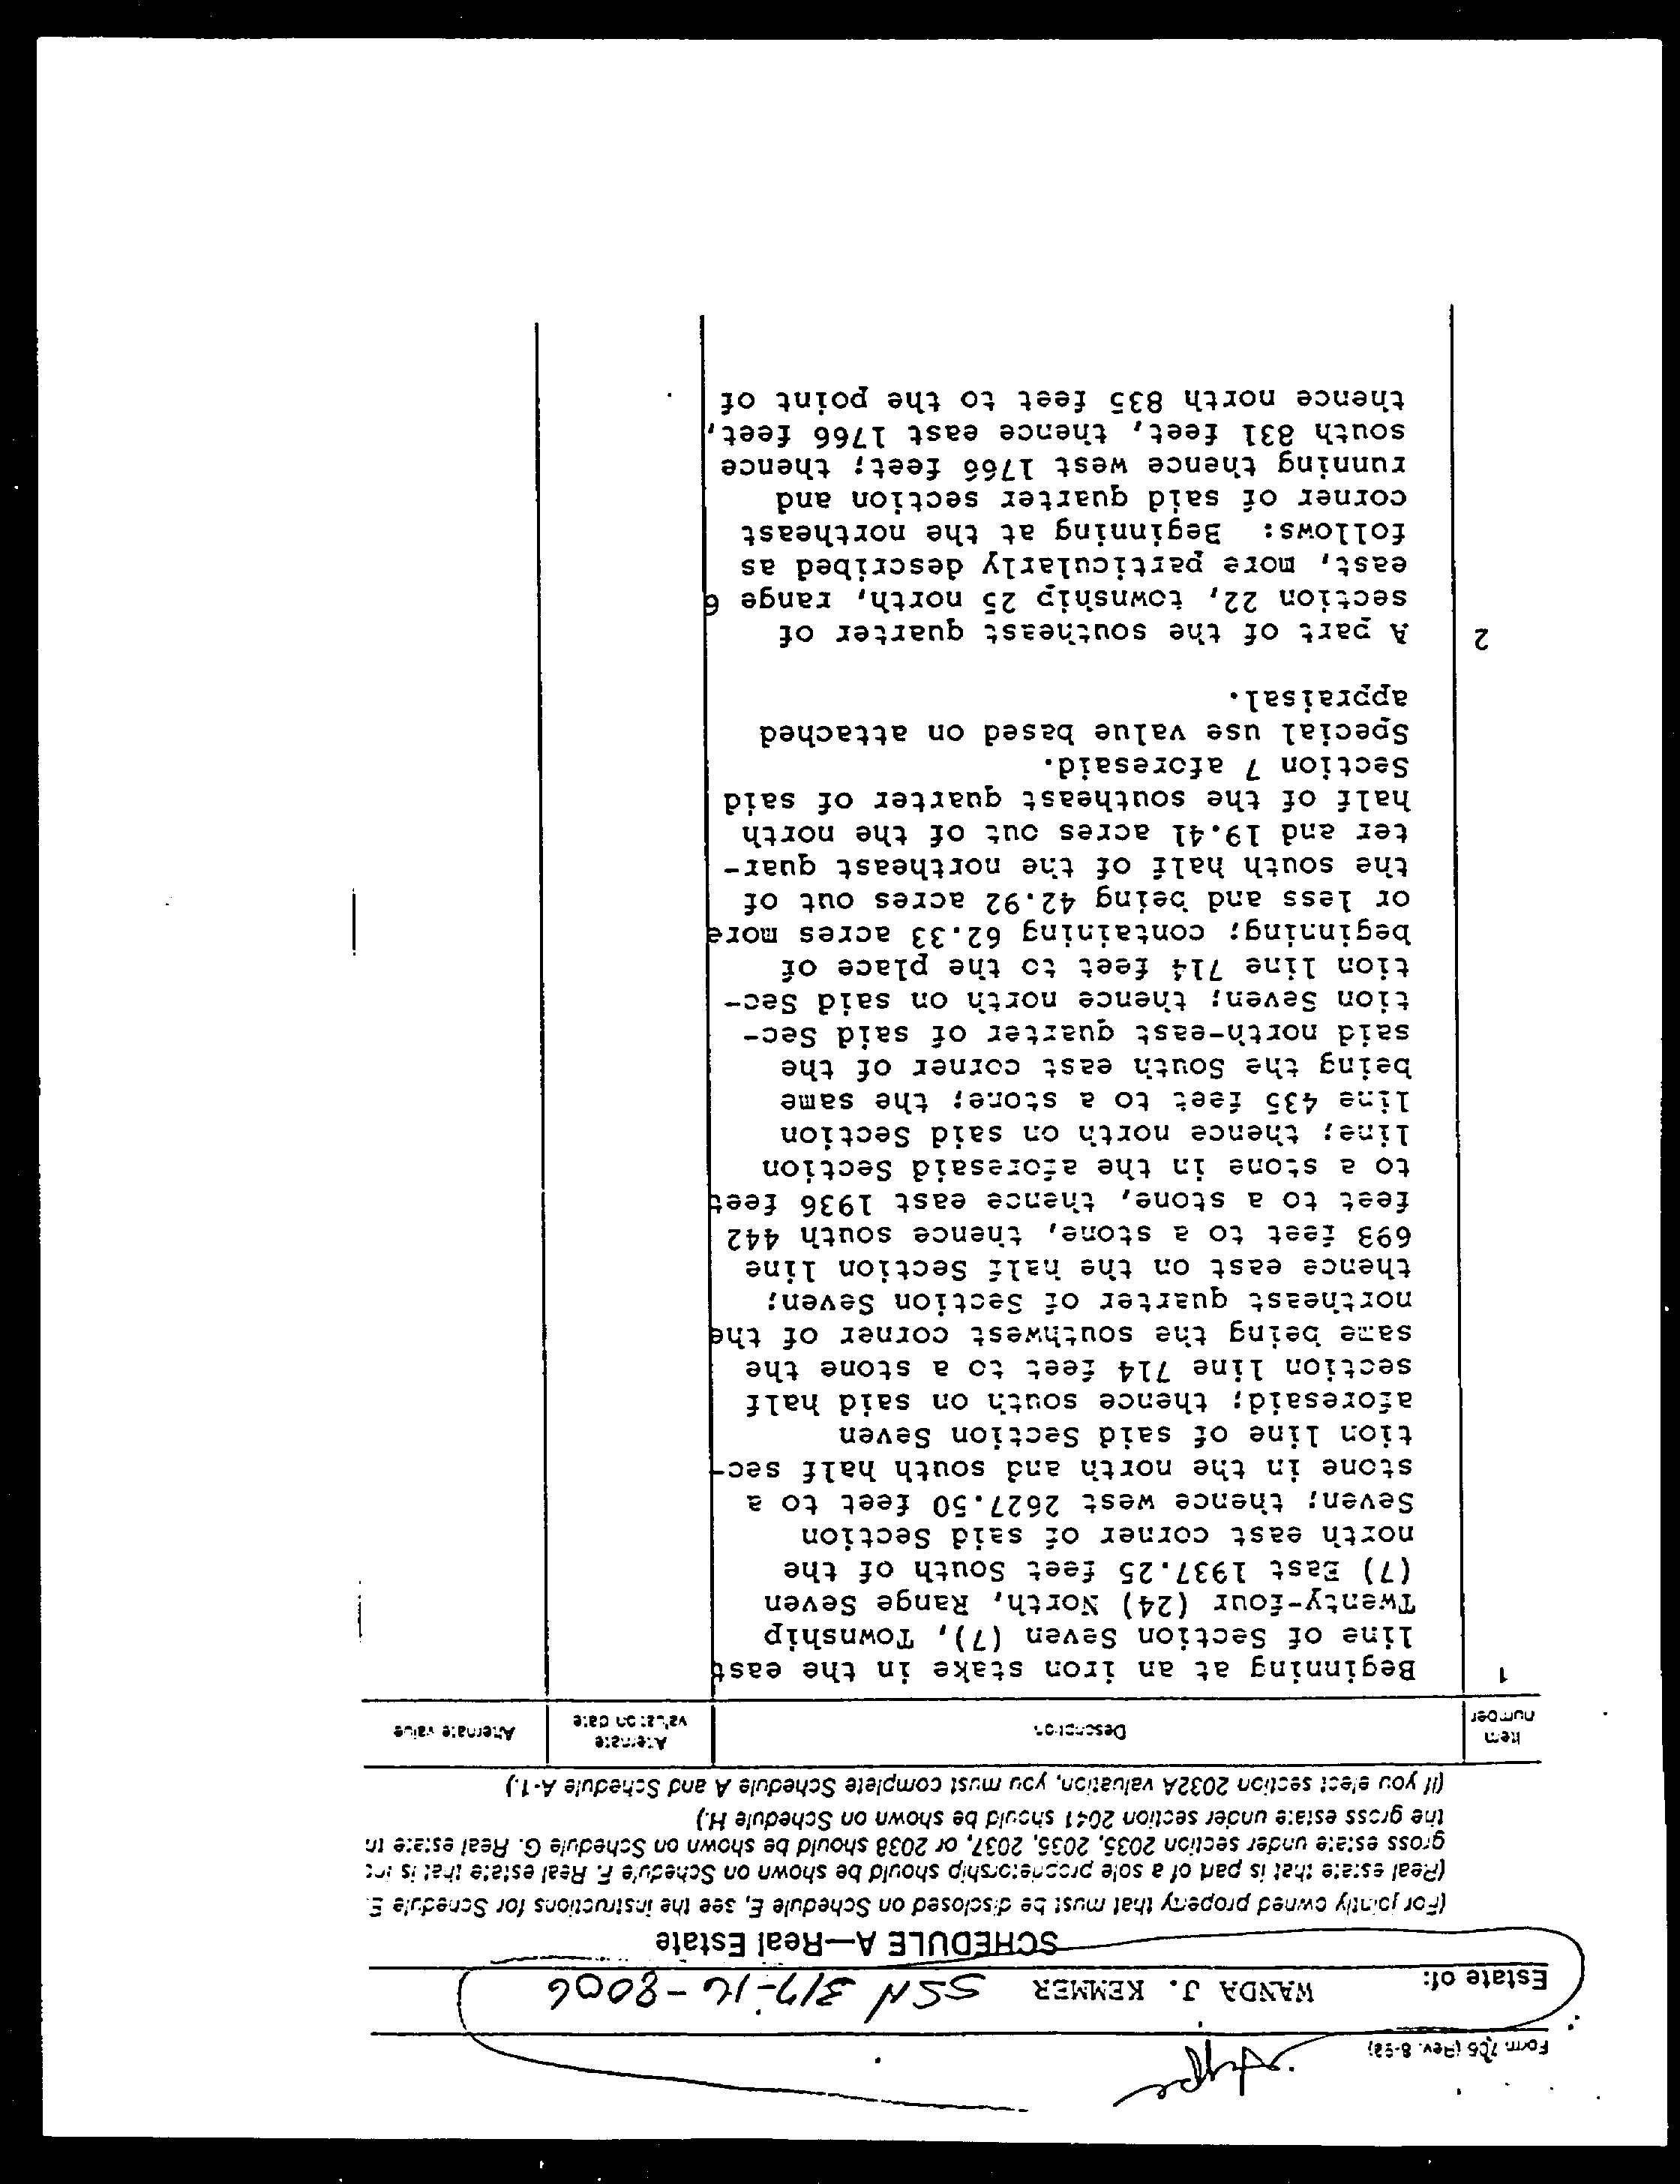 Form 706 (Rev. 8-93)
Estate of: WANDA J. KEMMER SSN 317-16-8006
SCHEDULE A—Real Estate
(For jointly owned property that must be disclosed on Schedule E, see the instructions for Schedule E.
(Real estate that is part of a sole proprietorship should be shown on Schedule F. Real estate that is
gross estate under section 2035, 2036, 2037, or 2038 should be shown on Schedule G. Real estate in
the gross estate under section 2041 should be shown on Schedule H.)
(If you elect section 2032A valuation, you must complete Schedule A and Schedule A-1.)
Item number Description Alternate valuation date Alternate value
1 Beginning at an iron stake in the east
line of Section Seven (7), Township
Twenty-four (24) North, Range Seven
(7) East 1937.25 feet South of the
north east corner of said Section
Seven; thence west 2627.50 feet to a
stone in the north and south half sec-
tion line of said Section Seven
aforesaid; thence south on said half
section line 714 feet to a stone the
same being the southwest corner of the
northeast quarter of Section Seven;
thence east on the half Section line
693 feet to a stone, thence south 442
feet to a stone, thence east 1936 feet
to a stone in the aforesaid Section
line; thence north on said Section
line 435 feet to a stone; the same
being the South east corner of the
said north-east quarter of said Sec-
tion Seven; thence north on said Sec-
tion line 714 feet to the place of
beginning; containing 62.33 acres more
or less and being 42.92 acres out of
the south half of the northeast quar-
ter and 19.41 acres out of the north
half of the southeast quarter of said
Section 7 aforesaid.
Special use value based on attached
appraisal.
2 A part of the southeast quarter of
section 22, township 25 north, range 6
east, more particularly described as
follows: Beginning at the northeast
corner of said quarter section and
running thence west 1766 feet; thence
south 831 feet, thence east 1766 feet,
thence north 835 feet to the point of